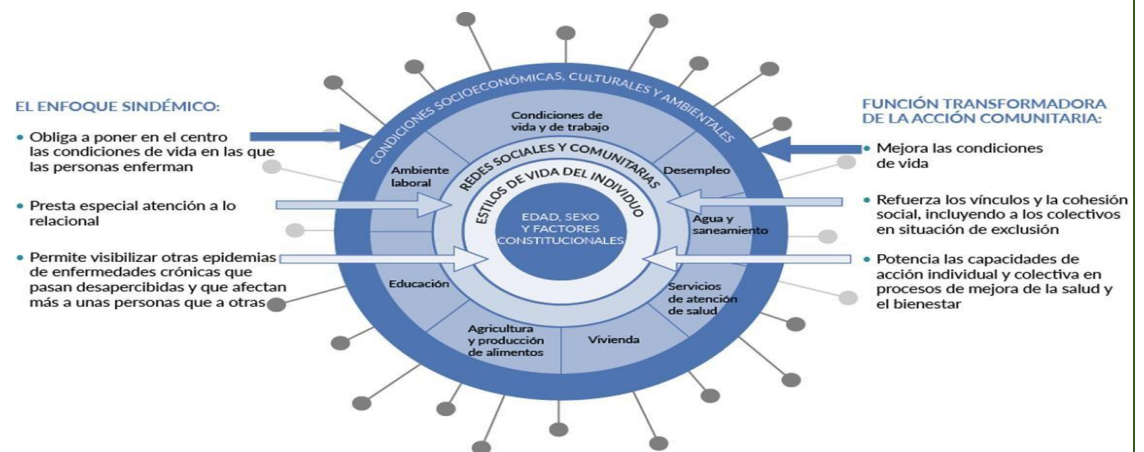 EL ENFOQUE SINDÉMICO:
• Obliga a poner en el centro
las condiciones de vida en las que
las personas enferman
• Presta especial atención a lo
relacional
• Permite visibilizar otras epidemias
de enfermedades crónicas que
pasan desapercibidas y que afectan
más a unas personas que a otras
CONDICIONES SOCIOECONÓMICAS, CULTURALES Y AMBIENTALES
Condiciones de
vida y de trabajo
Ambiente
laboral
Desempleo
REDES SOCIALES Y COMUNITARIAS
ESTILOS DE VIDA DEL INDIVIDUO
EDAD, SEXO
Y FACTORES
CONSTITUCIONALES
Agua y
saneamiento
Educación
Servicios
de atención
de salud
Agricultura
y producción
de alimentos
Vivienda
FUNCIÓN TRANSFORMADORA
DE LA ACCIÓN COMUNITARIA:
• Mejora las condiciones
de vida
• Refuerza los vínculos y la cohesión
social, incluyendo a los colectivos
en situación de exclusión
• Potencia las capacidades de
acción individual y colectiva en
procesos de mejora de la salud y
el bienestar